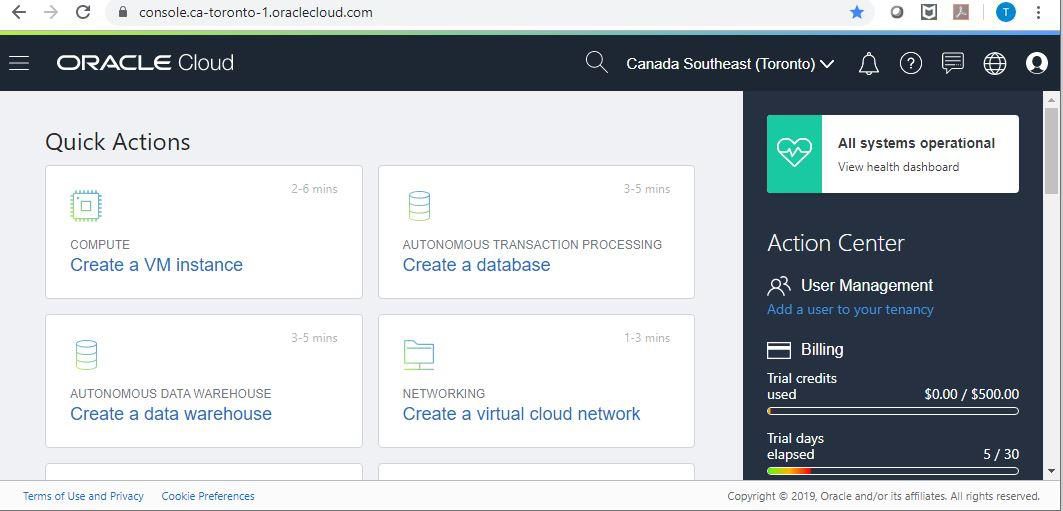 console.ca-toronto-1.oraclecloud.com
T
ORACLE Cloud
Canada Southeast (Toronto)
?
Quick Actions
2-6 mins
COMPUTE
Create a VM instance
3-5 mins
AUTONOMOUS TRANSACTION PROCESSING
Create a database
3-5 mins
AUTONOMOUS DATA WAREHOUSE
Create a data warehouse
1-3 mins
NETWORKING
Create a virtual cloud network
All systems operational
View health dashboard
Action Center
User Management
Add a user to your tenancy
Billing
Trial credits
used $0.00 / $500.00
Trial days
elapsed 5 / 30
Terms of Use and Privacy Cookie Preferences
Copyright © 2019, Oracle and/or its affiliates. All rights reserved.